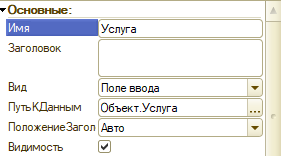 Основные:
Имя Услуга
Заголовок
Вид Поле ввода
ПутьКДанным Объект.Услуга ...
ПоложениеЗагол Авто
Видимость